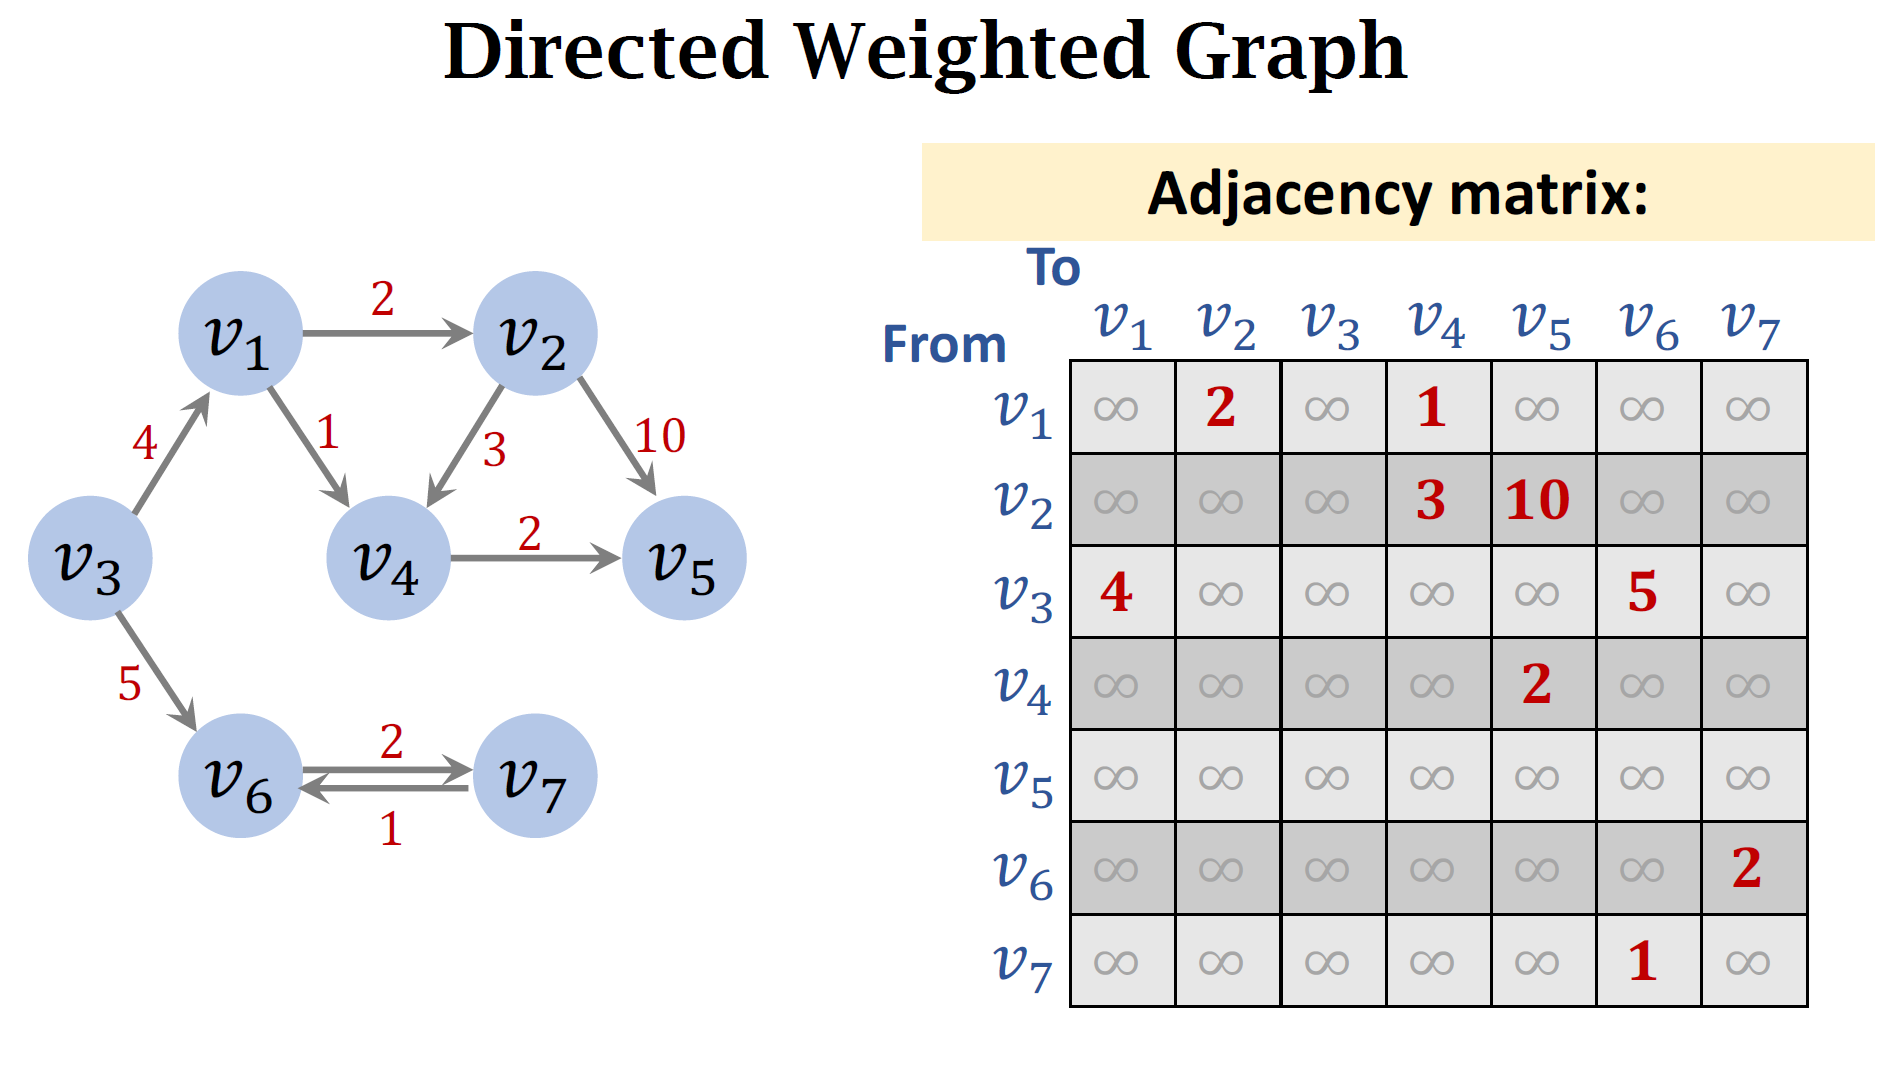 Directed Weighted Graph
Adjacency matrix:
To
From
v1 v2 v3 v4 v5 v6 v7
v1 ∞ 2 ∞ 1 ∞ ∞ ∞
v2 ∞ ∞ ∞ 3 10 ∞ ∞
v3 4 ∞ ∞ ∞ ∞ 5 ∞
v4 ∞ ∞ ∞ ∞ 2 ∞ ∞
v5 ∞ ∞ ∞ ∞ ∞ ∞ ∞
v6 ∞ ∞ ∞ ∞ ∞ ∞ 2
v7 ∞ ∞ ∞ ∞ ∞ 1 ∞
2
v1 v2
4 1 3 10
2
v3 v4 v5
5
2
v6 v7
1